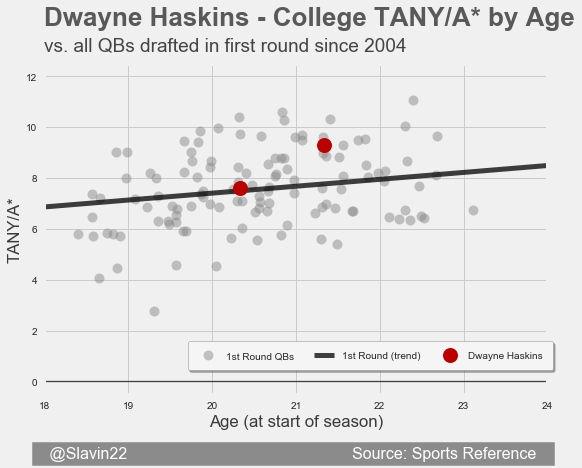 Dwayne Haskins - College TANY/A* by Age
vs. all QBs drafted in first round since 2004
12
10
8
6
4
2
0
TANY/A*
1st Round QBs
1st Round (trend)
Dwayne Haskins
18
19
20
21
22
23
24
Age (at start of season)
@Slavin22
Source: Sports Reference